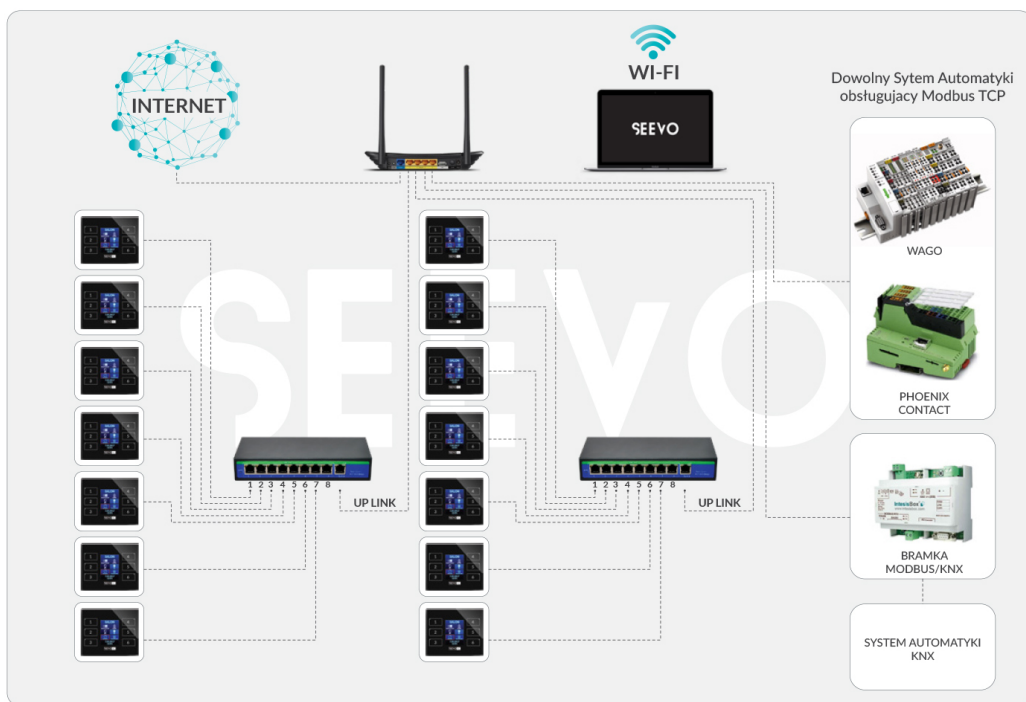 INTERNET
WI-FI
SEEVO
Dowolny Sytem Automatyki
obsługujacy Modbus TCP
WAGO
PHOENIX
CONTACT
SEEVO
1 2 3 4 5 6 7 8
UP LINK
1 2 3 4 5 6 7 8
UP LINK
BRAMKA
MODBUS/KNX
SYSTEM AUTOMATYKI
KNX